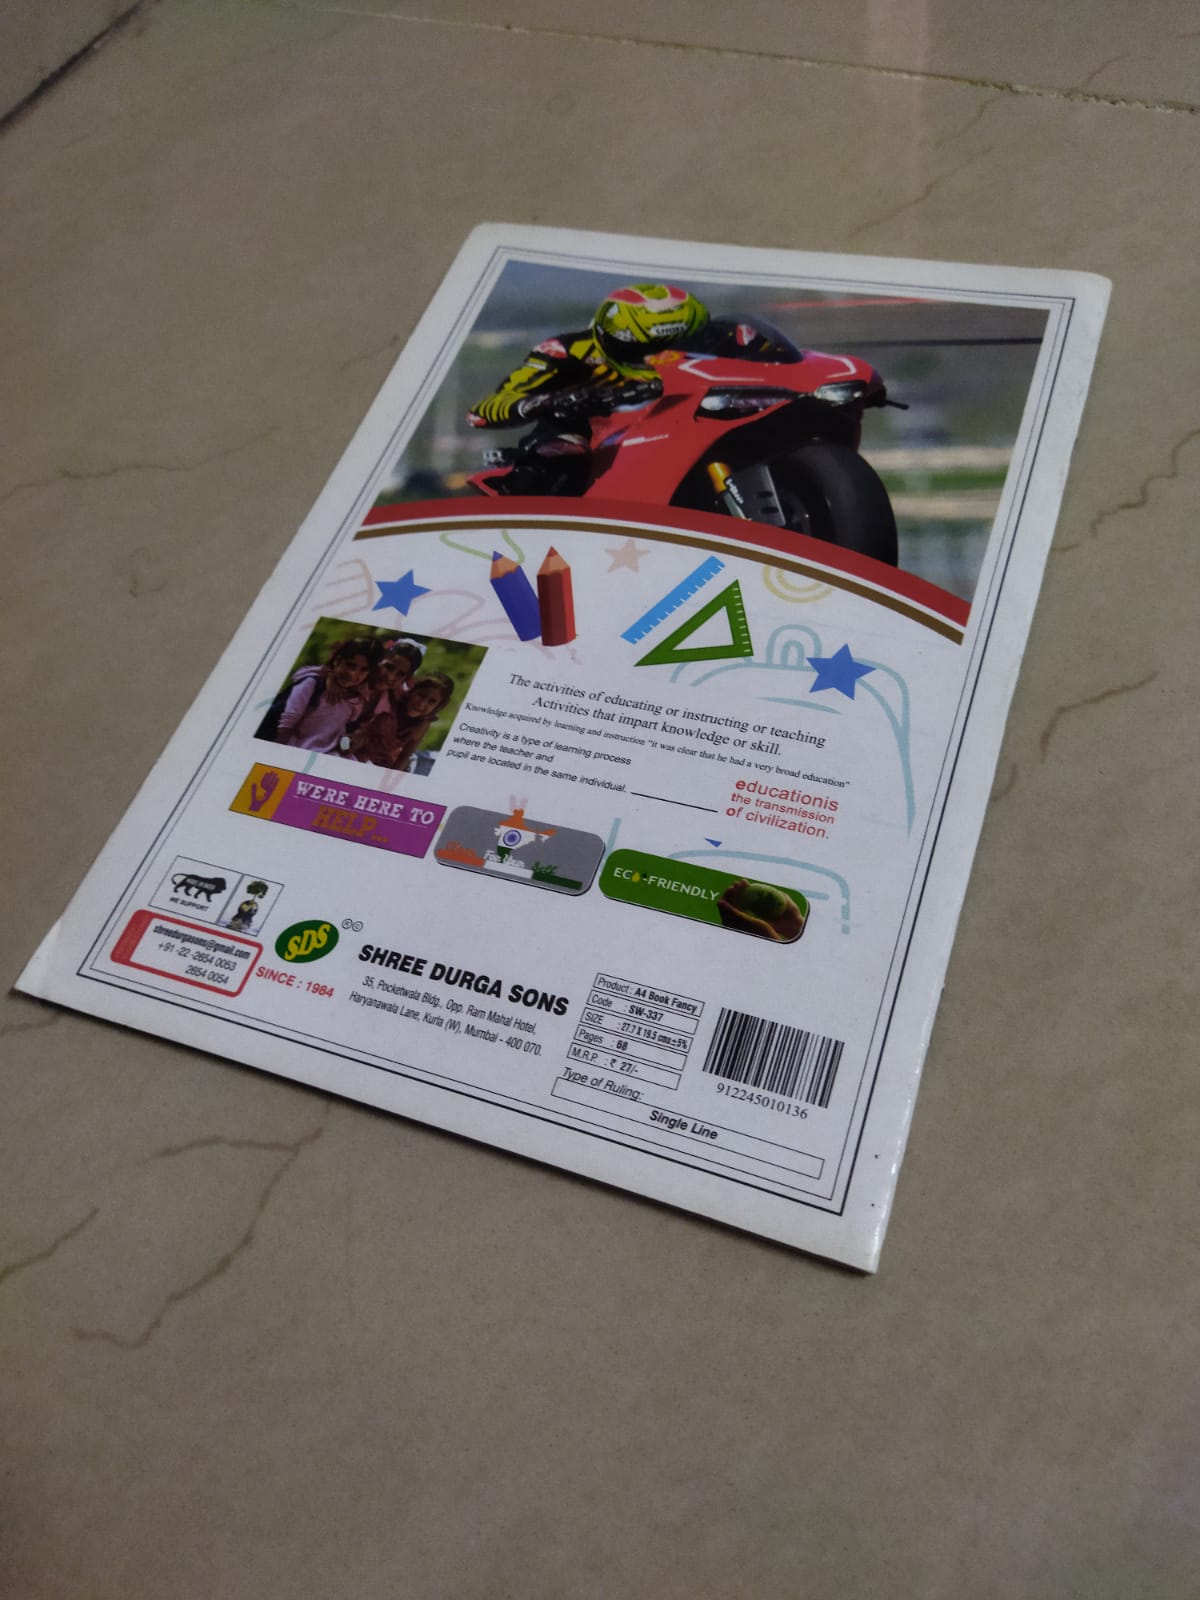 SHOEI
The activities of educating or instructing or teaching
Activities that impart knowledge or skill.
Knowledge acquired by learning and instruction "it was clear that he had a very broad education"
Creativity is a type of learning process
where the teacher and
pupil are located in the same individual.
educationis
the transmission
of civilization.
WERE HERE TO
HELP...
ECO-FRIENDLY
WE SUPPORT
shreedurgasons@gmail.com
+91 -22 -2654 0053
2654 0054
SDS
® ©
SINCE : 1984
SHREE DURGA SONS
35, Pocketwala Bldg., Opp. Ram Mahal Hotel,
Haryanawala Lane, Kurla (W), Mumbai - 400 070.
Product : A4 Book Fancy
Code : SW-337
SIZE : 27.7 X 19.5 cms ±5%
Pages : 68
M.R.P. : ₹ 27/-
Type of Ruling:
Single Line
912245010136